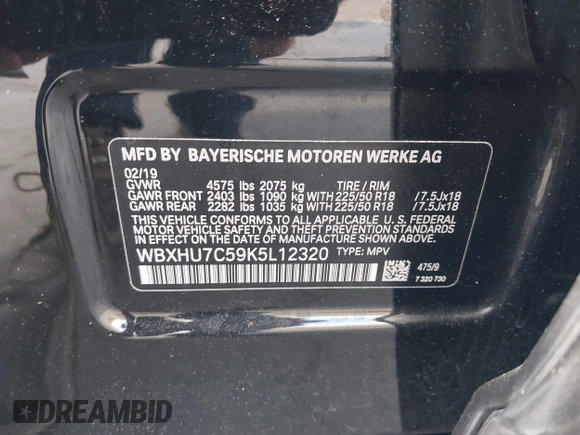 MFD BY BAYERISCHE MOTOREN WERKE AG
02/19
GVWR 4575 lbs 2075 kg TIRE / RIM
GAWR FRONT 2403 lbs 1090 kg WITH 225/50 R18 / 7.5Jx18
GAWR REAR 2282 lbs 1035 kg WITH 225/50 R18 / 7.5Jx18
THIS VEHICLE CONFORMS TO ALL APPLICABLE U. S. FEDERAL
MOTOR VEHICLE SAFETY, BUMPER, AND THEFT PREVENTION
STANDARDS IN EFFECT ON THE DATE OF MANUFACTURE SHOWN ABOVE.
WBXHU7C59K5L12320 TYPE: MPV
475/9
7 320 730
DREAMBID